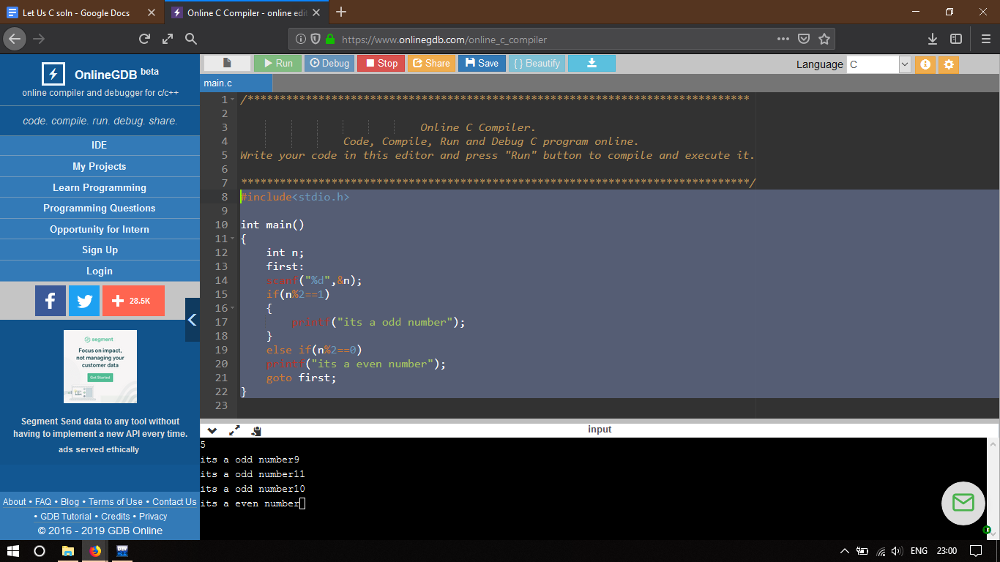 Let Us C soln - Google Docs
Online C Compiler - online edit
https://www.onlinegdb.com/online_c_compiler
OnlineGDB beta
online compiler and debugger for c/c++
code. compile. run. debug. share.
IDE
My Projects
Learn Programming
Programming Questions
Opportunity for Intern
Sign Up
Login
28.5K
segment
Focus on impact,
not managing your
customer data
Get Started
Segment Send data to any tool without
having to implement a new API every time.
ads served ethically
About • FAQ • Blog • Terms of Use • Contact Us
• GDB Tutorial • Credits • Privacy
© 2016 - 2019 GDB Online
Run Debug Stop Share Save { } Beautify Language C
main.c
1 /******************************************************************************
2
3 Online C Compiler.
4 Code, Compile, Run and Debug C program online.
5 Write your code in this editor and press "Run" button to compile and execute it.
6
7 *******************************************************************************/
8 #include<stdio.h>
9
10 int main()
11 {
12 int n;
13 first:
14 scanf("%d",&n);
15 if(n%2==1)
16 {
17 printf("its a odd number");
18 }
19 else if(n%2==0)
20 printf("its a even number");
21 goto first;
22 }
23
input
5
its a odd number9
its a odd number11
its a odd number10
its a even number
DEV
ENG 23:00